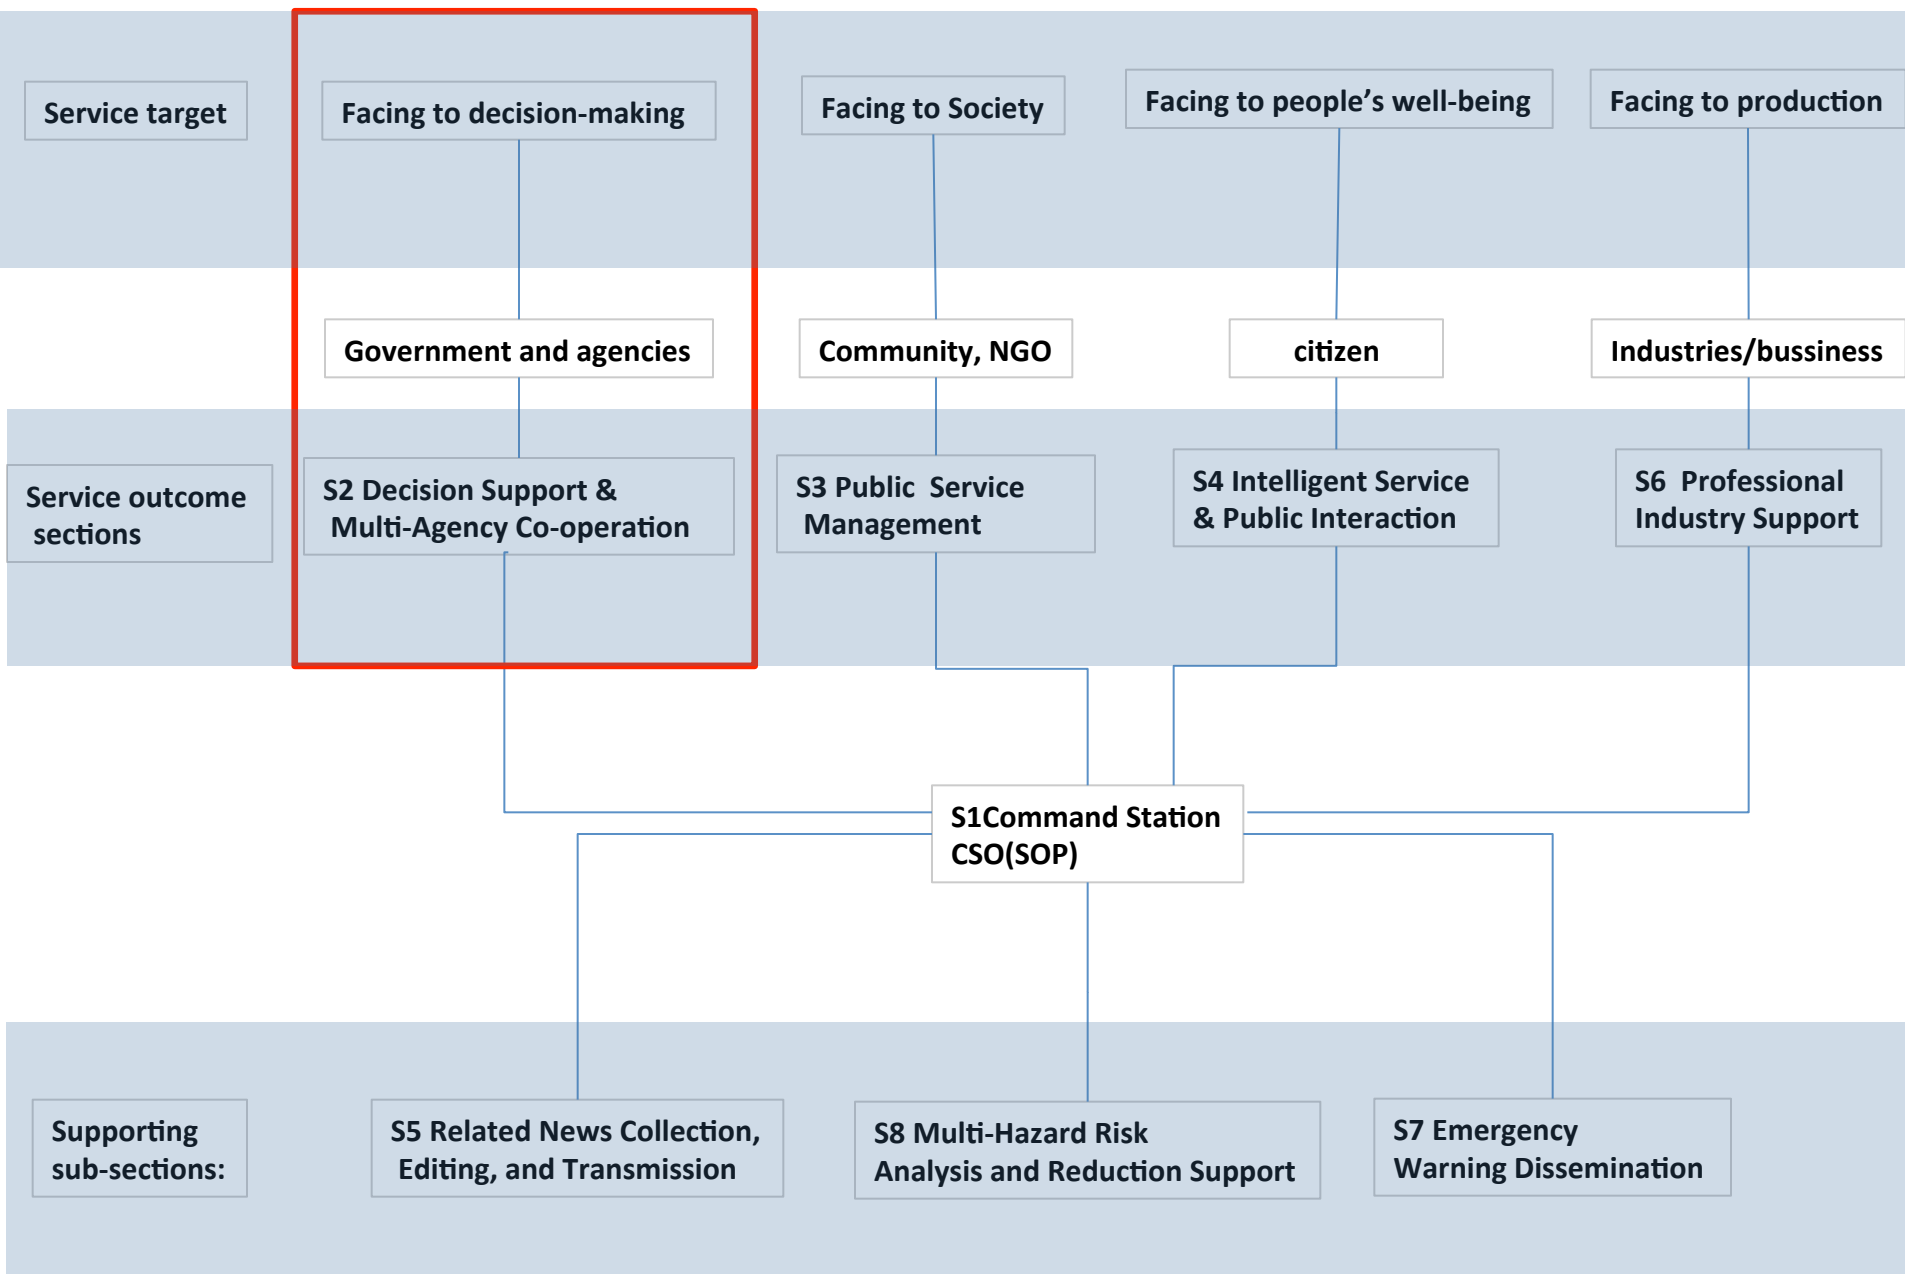 Service target
Facing to decision-making
Facing to Society
Facing to people's well-being
Facing to production
Government and agencies
Community, NGO
citizen
Industries/bussiness
Service outcome
sections
S2 Decision Support &
Multi-Agency Co-operation
S3 Public Service
Management
S4 Intelligent Service
& Public Interaction
S6 Professional
Industry Support
S1Command Station
CSO(SOP)
Supporting
sub-sections:
S5 Related News Collection,
Editing, and Transmission
S8 Multi-Hazard Risk
Analysis and Reduction Support
S7 Emergency
Warning Dissemination